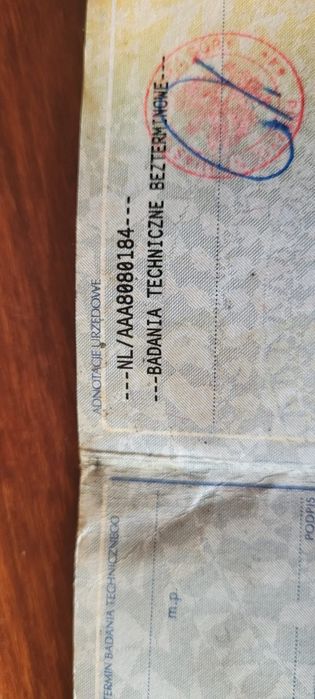 ADNOTACJE URZĘDOWE
---NL/AAA8080184---
---BADANIA TECHNICZNE BEZTERMINOWE---
TERMIN BADANIA TECHNICZNEGO
m.p.
PODPIS